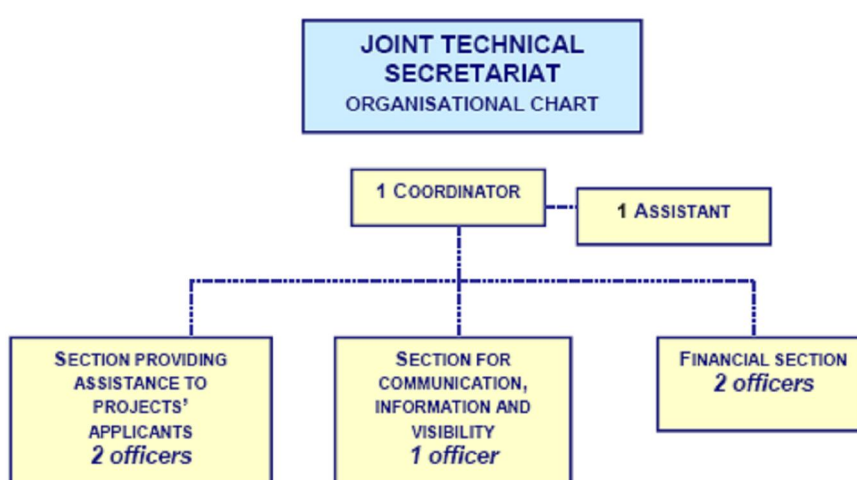 JOINT TECHNICAL
SECRETARIAT
ORGANISATIONAL CHART
1 COORDINATOR
1 ASSISTANT
SECTION PROVIDING
ASSISTANCE TO
PROJECTS’
APPLICANTS
2 officers
SECTION FOR
COMMUNICATION,
INFORMATION AND
VISIBILITY
1 officer
FINANCIAL SECTION
2 officers